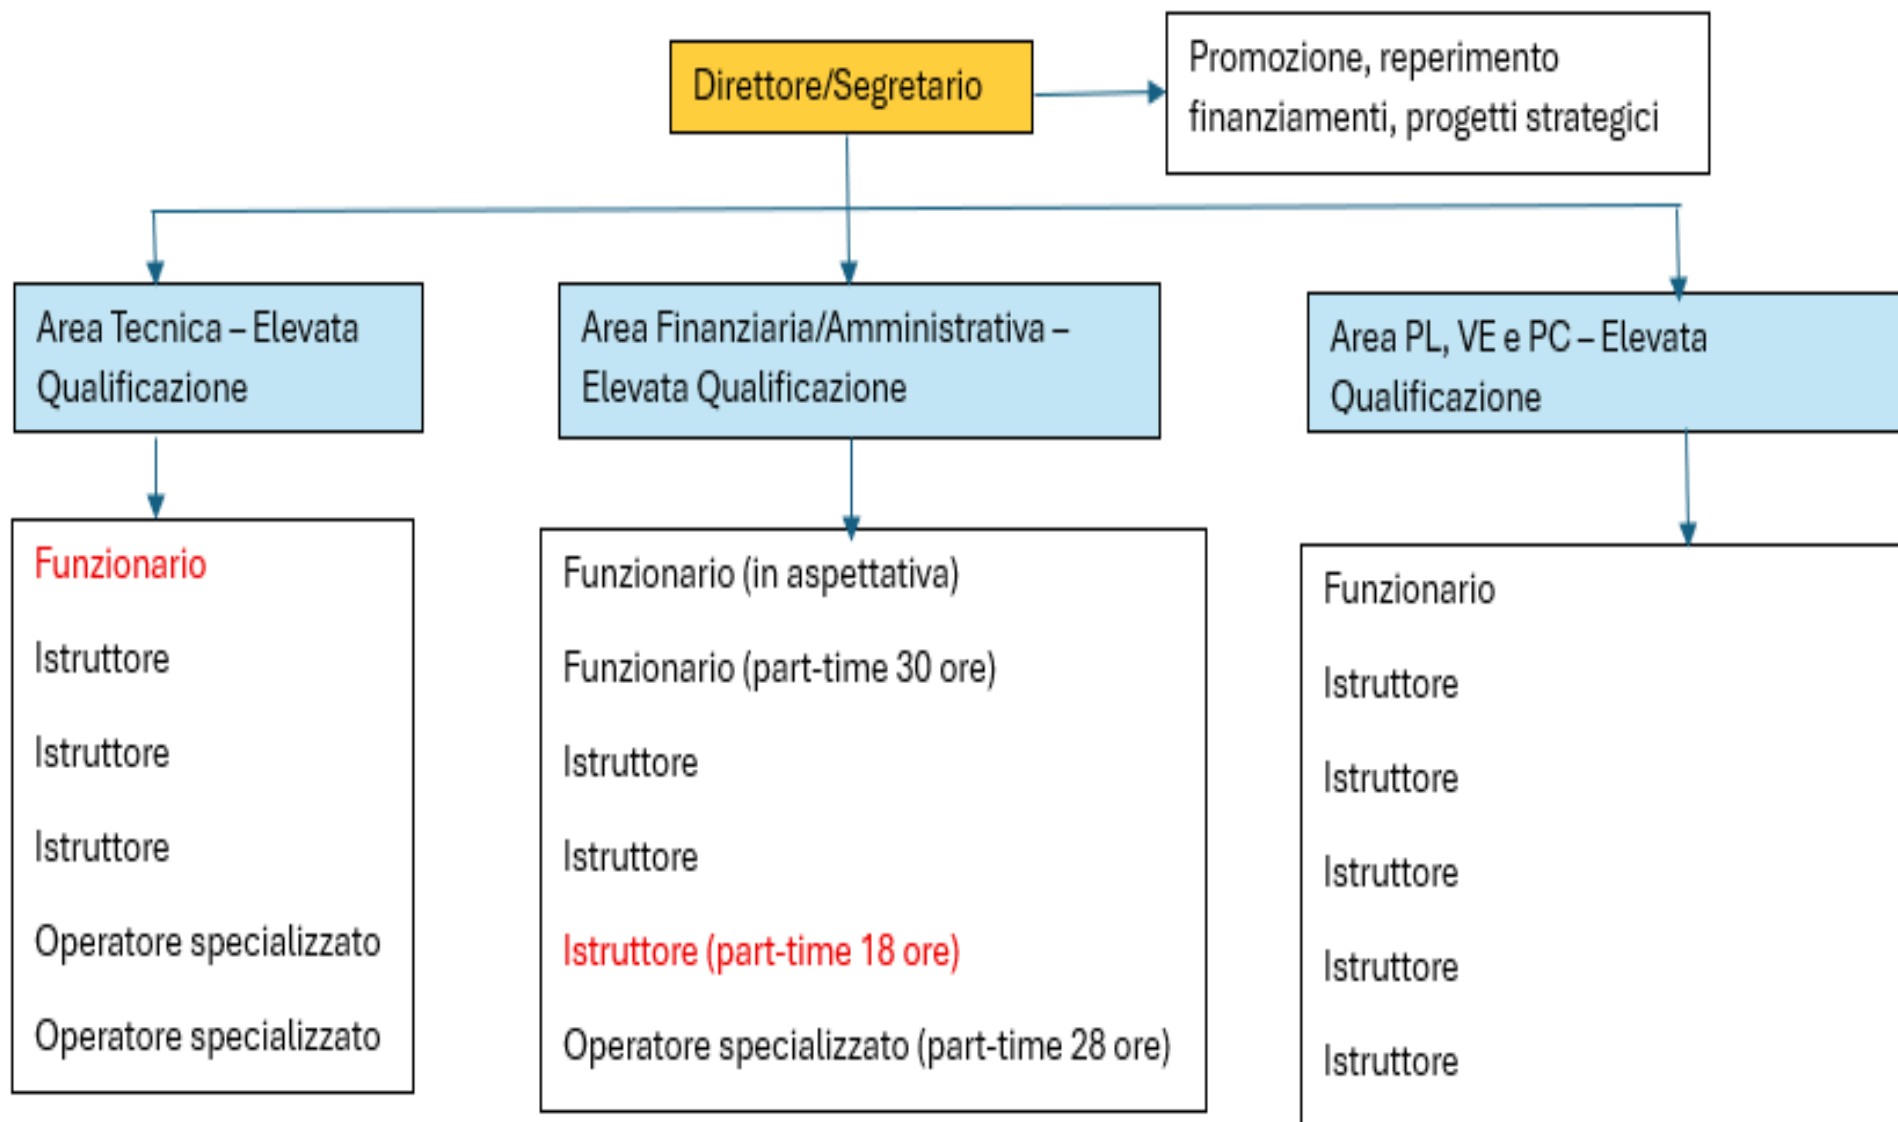 Direttore/Segretario
Promozione, reperimento
finanziamenti, progetti strategici
Area Tecnica – Elevata
Qualificazione
Area Finanziaria/Amministrativa –
Elevata Qualificazione
Area PL, VE e PC – Elevata
Qualificazione
Funzionario
Istruttore
Istruttore
Istruttore
Operatore specializzato
Operatore specializzato
Funzionario (in aspettativa)
Funzionario (part-time 30 ore)
Istruttore
Istruttore
Istruttore (part-time 18 ore)
Operatore specializzato (part-time 28 ore)
Funzionario
Istruttore
Istruttore
Istruttore
Istruttore
Istruttore